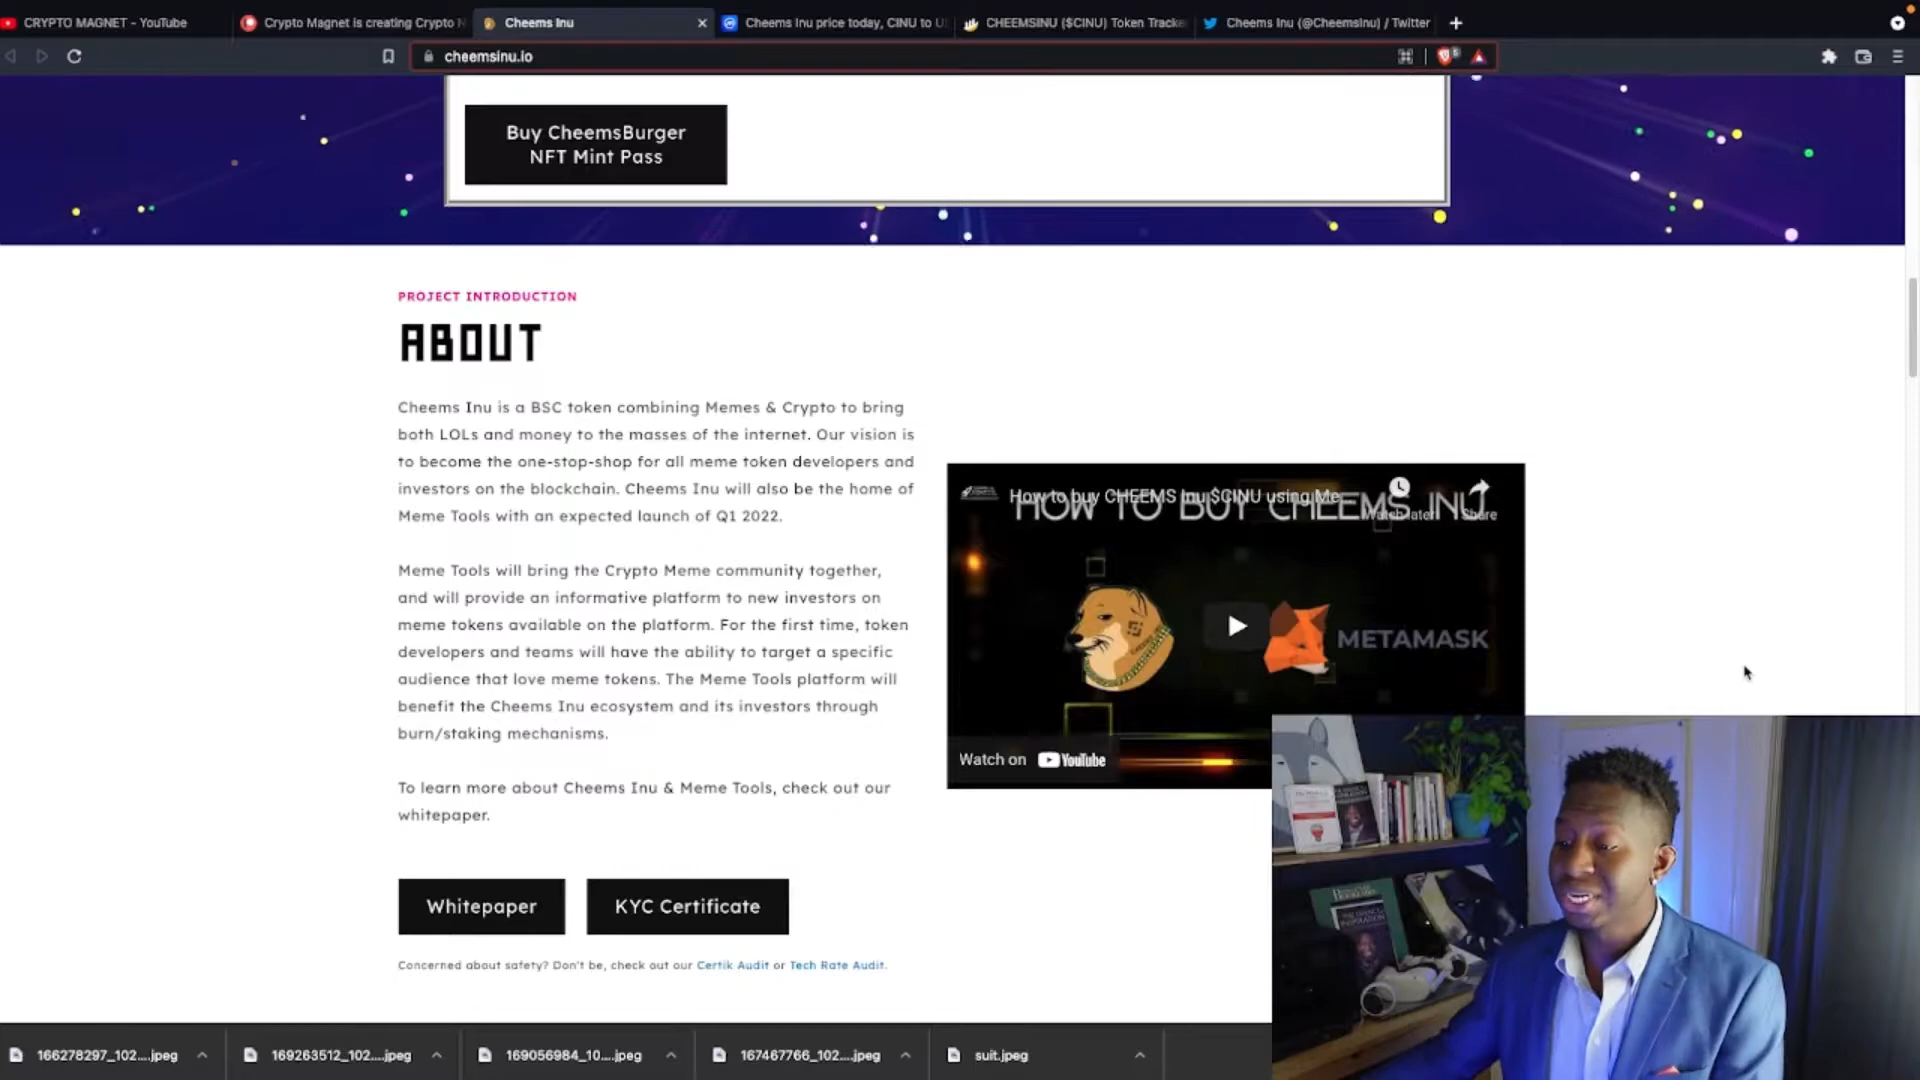 CRYPTO MAGNET - YouTube
Crypto Magnet is creating Crypto N
Cheems Inu
Cheems Inu price today, CINU to U
CHEEMSINU ($CINU) Token Tracke
Cheems Inu (@CheemsInu) / Twitter
cheemsinu.io
Buy CheemsBurger
NFT Mint Pass
PROJECT INTRODUCTION
ABOUT
Cheems Inu is a BSC token combining Memes & Crypto to bring
both LOLs and money to the masses of the internet. Our vision is
to become the one-stop-shop for all meme token developers and
investors on the blockchain. Cheems Inu will also be the home of
Meme Tools with an expected launch of Q1 2022.
Meme Tools will bring the Crypto Meme community together,
and will provide an informative platform to new investors on
meme tokens available on the platform. For the first time, token
developers and teams will have the ability to target a specific
audience that love meme tokens. The Meme Tools platform will
benefit the Cheems Inu ecosystem and its investors through
burn/staking mechanisms.
To learn more about Cheems Inu & Meme Tools, check out our
whitepaper.
Whitepaper
KYC Certificate
Concerned about safety? Don't be, check out our Certik Audit or Tech Rate Audit.
How to buy CHEEMS Inu $CINU using Me...
HOW TO BUY CHEEMS INU
Watch later
Share
METAMASK
Watch on YouTube
166278297_102....jpeg
169263512_102....jpeg
169056984_10....jpeg
167467766_102....jpeg
suit.jpeg